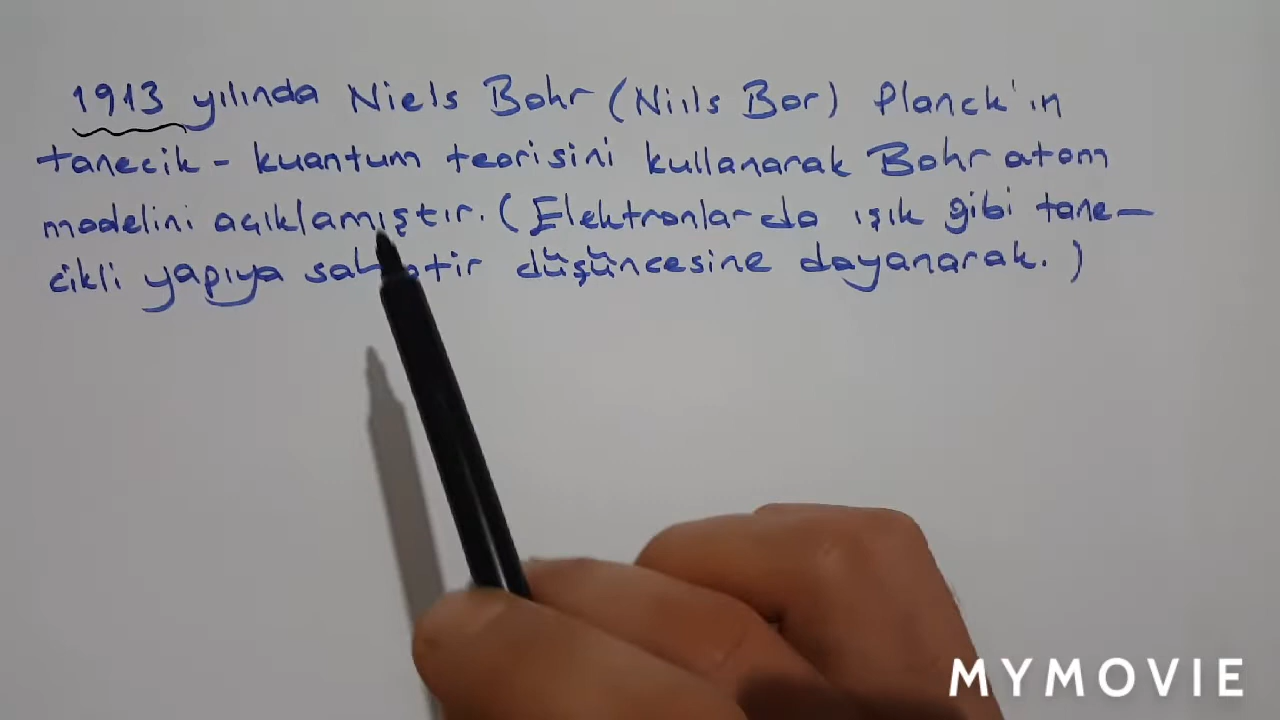 1913 yılında Niels Bohr (Niıls Bor) Planck'ın
tanecik - kuantum teorisini kullanarak Bohr atom
modelini açıklamıştır. (Elektronlarda ışık gibi tane-
cikli yapıya düşüncesine dayanarak.)
MYMOVIE